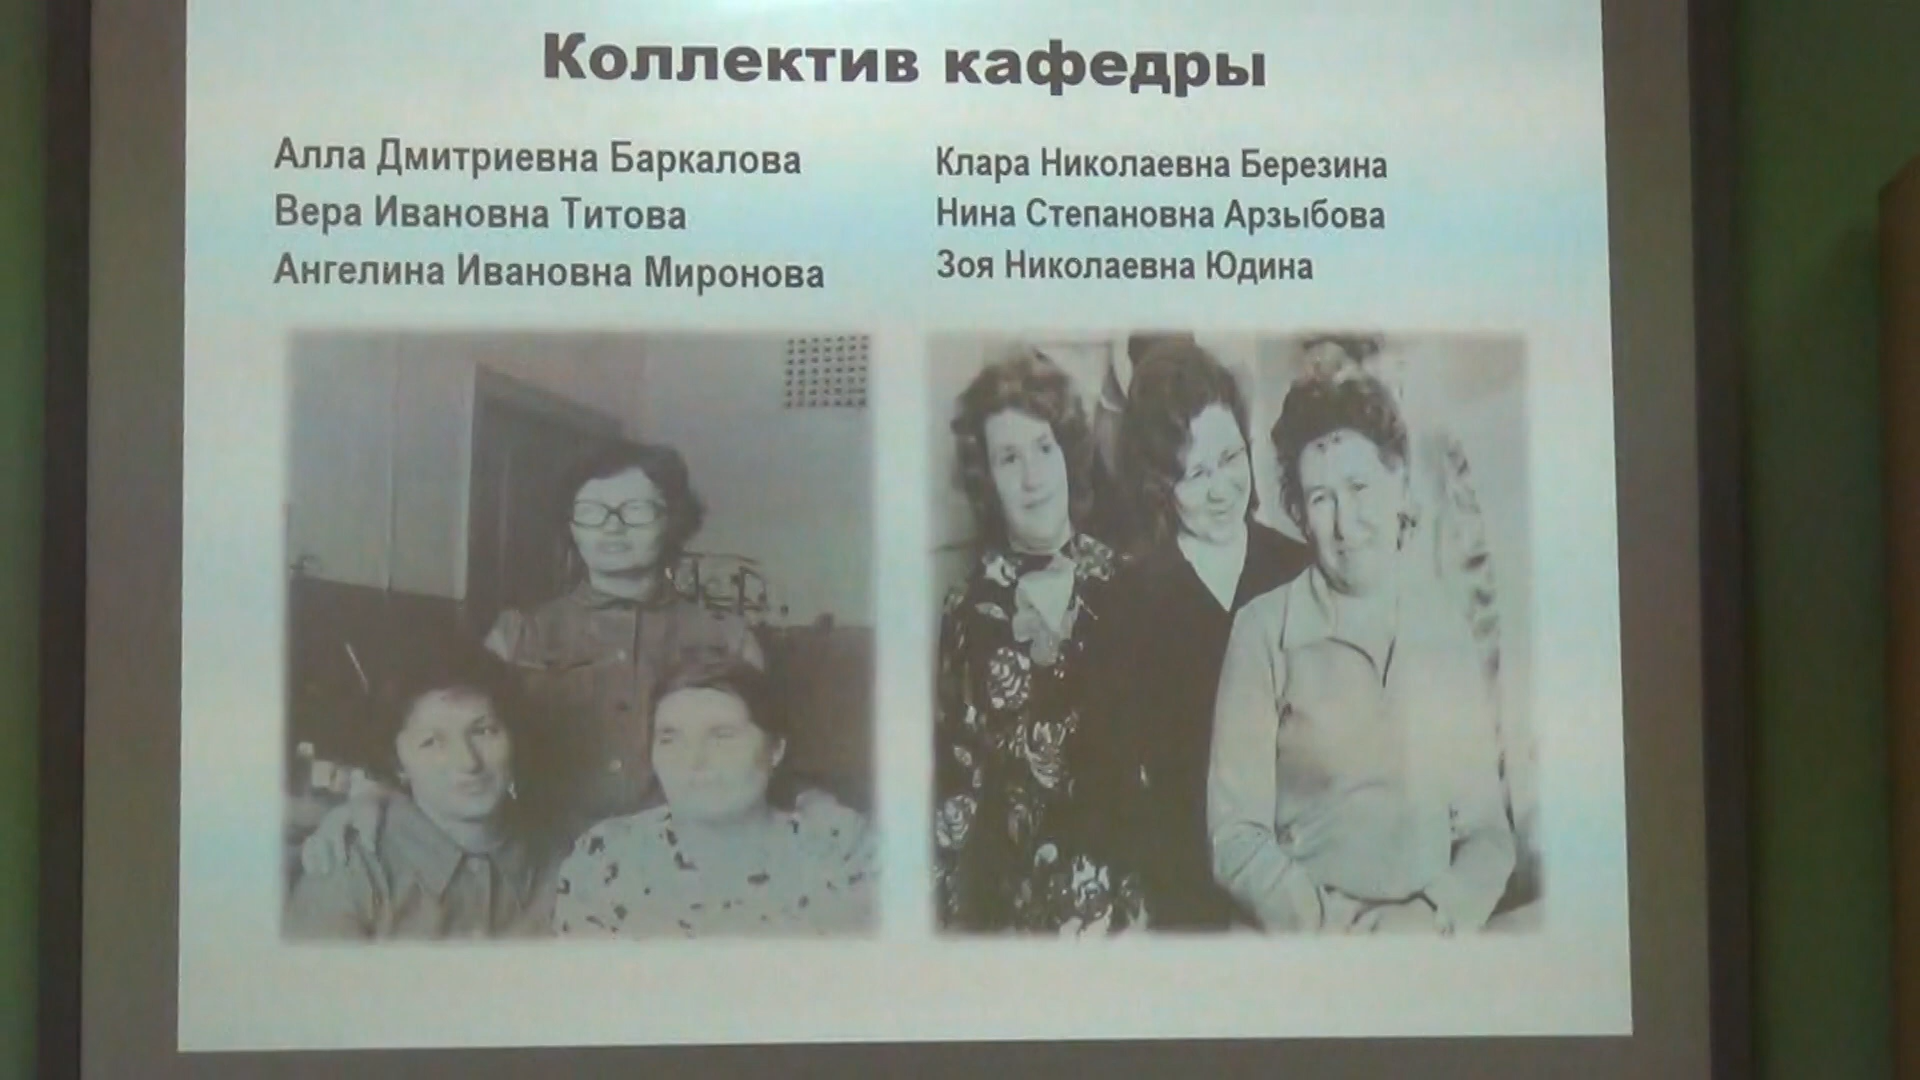 Коллектив кафедры
Алла Дмитриевна Баркалова
Вера Ивановна Титова
Ангелина Ивановна Миронова
Клара Николаевна Березина
Нина Степановна Арзыбова
Зоя Николаевна Юдина